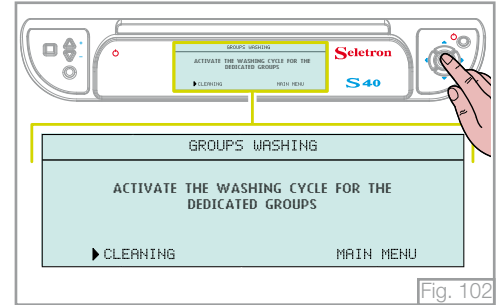 GROUPS WASHING
ACTIVATE THE WASHING CYCLE FOR THE
DEDICATED GROUPS
CLEANING MAIN MENU
Seletron
S40
GROUPS WASHING
ACTIVATE THE WASHING CYCLE FOR THE
DEDICATED GROUPS
CLEANING MAIN MENU
Fig. 102